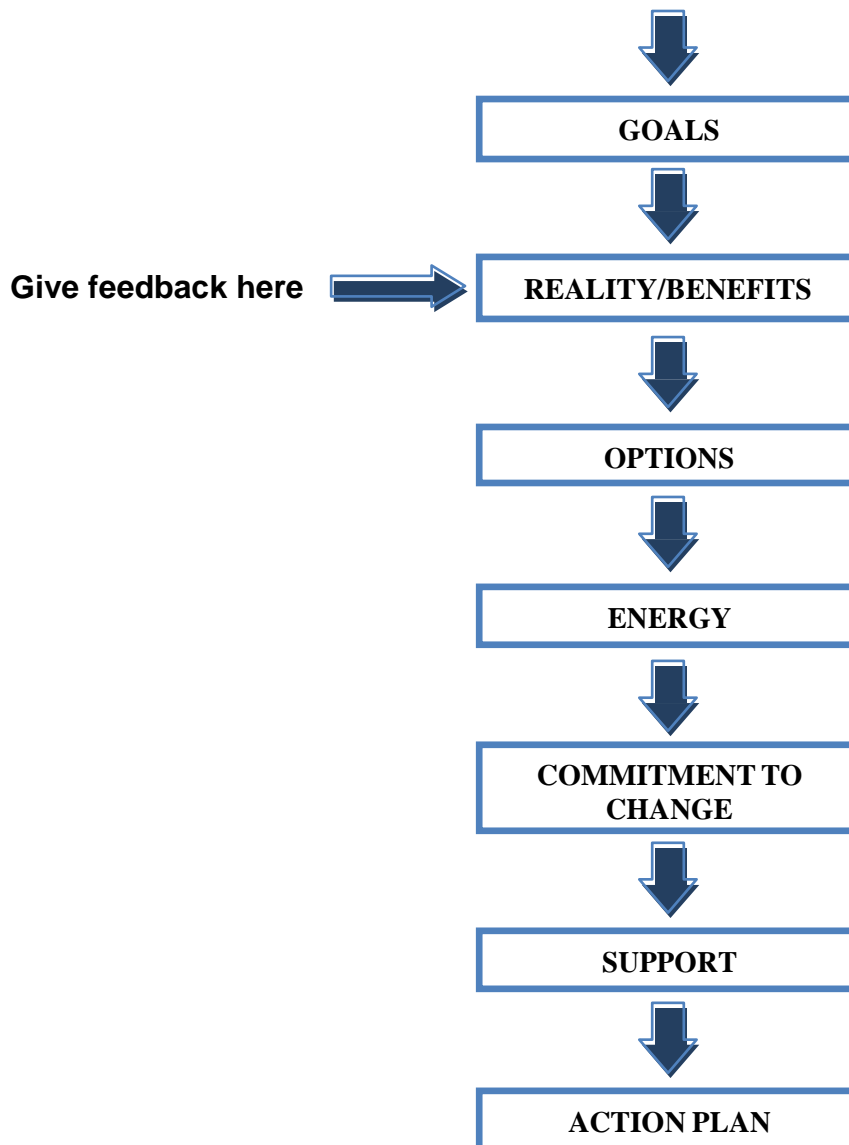 GOALS
Give feedback here
REALITY/BENEFITS
OPTIONS
ENERGY
COMMITMENT TO
CHANGE
SUPPORT
ACTION PLAN